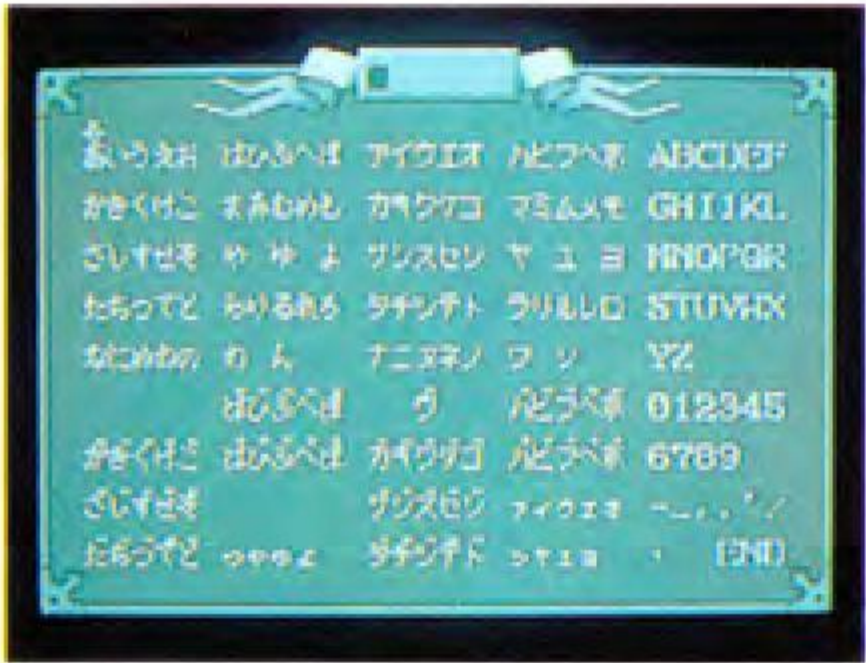 あいうえお はひふへほ アイウエオ ハヒフヘホ ABCDEF
かきくけこ まみむめも カキクケコ マミムメモ GHIJKL
さしすせそ や ゆ よ サシスセソ ヤ ユ ヨ MNOPQR
たちつてと らりるれろ タチツテト ラリルレロ STUVWX
なにぬねの わ ん ナニヌネノ ワ ン YZ
ばびぶべぼ ヴ バビブベボ 012345
がぎぐげご ぱぴぷぺぽ ガギグゲゴ パピプペポ 6789
ざじずぜぞ ザジズゼゾ ァィゥェォ
だぢづでど っゃゅょ ダヂヅデド ッャュョ END